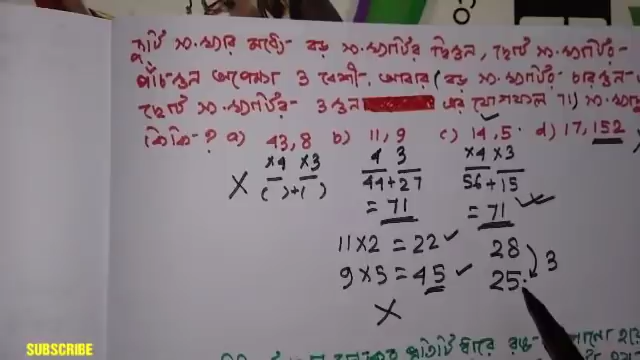 দুটি সংখ্যার মধ্যে- বড় সংখ্যাটির দ্বিগুন, ছোট সংখ্যাটির-
পাঁচগুন অপেক্ষা 3 বেশী. আবার বড় সংখ্যাটির- চারগুন-
ছোট সংখ্যাটির- 3 গুন এর যোগফল 71) সংখ্যা
কি কি-? a) 43, 8 b) 11, 9 c) 14, 5. d) 17, 152
×4 ×3 4 3 ×4 ×3
( )+( ) 44+27 56+15
= 71 = 71
11×2 = 22 28
9×5 = 45 25 3
SUBSCRIBE